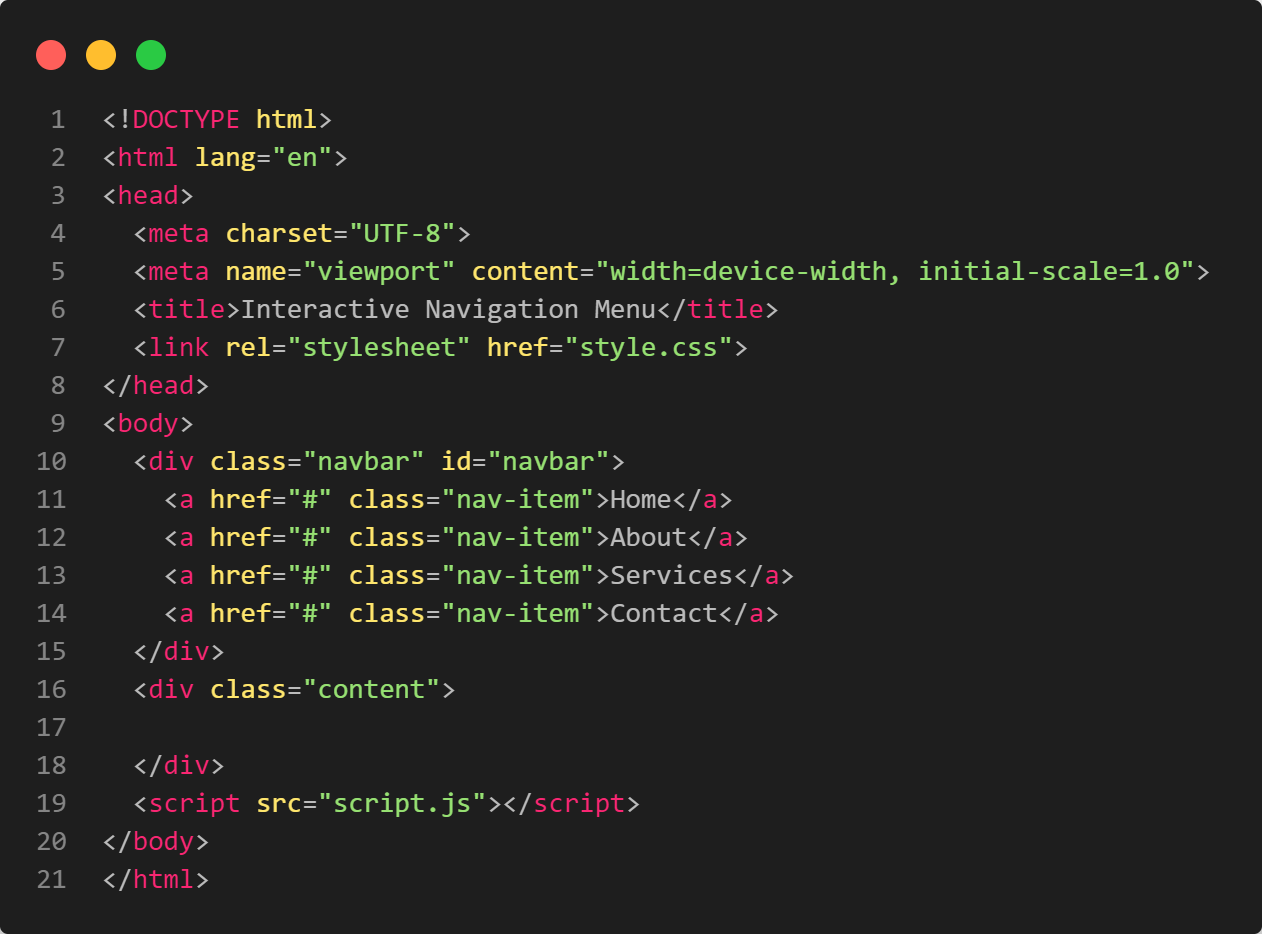 1 <!DOCTYPE html>
2 <html lang="en">
3 <head>
4   <meta charset="UTF-8">
5   <meta name="viewport" content="width=device-width, initial-scale=1.0">
6   <title>Interactive Navigation Menu</title>
7   <link rel="stylesheet" href="style.css">
8 </head>
9 <body>
10   <div class="navbar" id="navbar">
11     <a href="#" class="nav-item">Home</a>
12     <a href="#" class="nav-item">About</a>
13     <a href="#" class="nav-item">Services</a>
14     <a href="#" class="nav-item">Contact</a>
15   </div>
16   <div class="content">
17
18   </div>
19   <script src="script.js"></script>
20 </body>
21 </html>